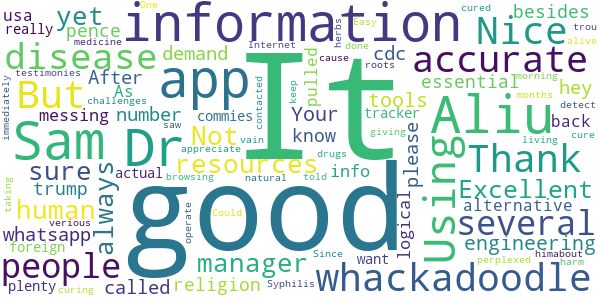 usa yet information Nice trou
really pence besides One Easy cured
disease app demand cdc accurate herbs alive
After medicine Internet testimonies pulled essential hey morning
But As done cause tools months
immediately messing challenges number contacted keep tracker back detect
Sam Dr It Your know Aliu
saw commies roots giving living cure
sure Not appreciate vain drugs please Thank
always actual resources told info logical
trump browsing natural Using Excellent
human good alternative
taking whatsapp people foreign manager Could operate want engineering several
verious Since perplexed himabout
plenty called religion Syphilis whackadoodle harm
curing